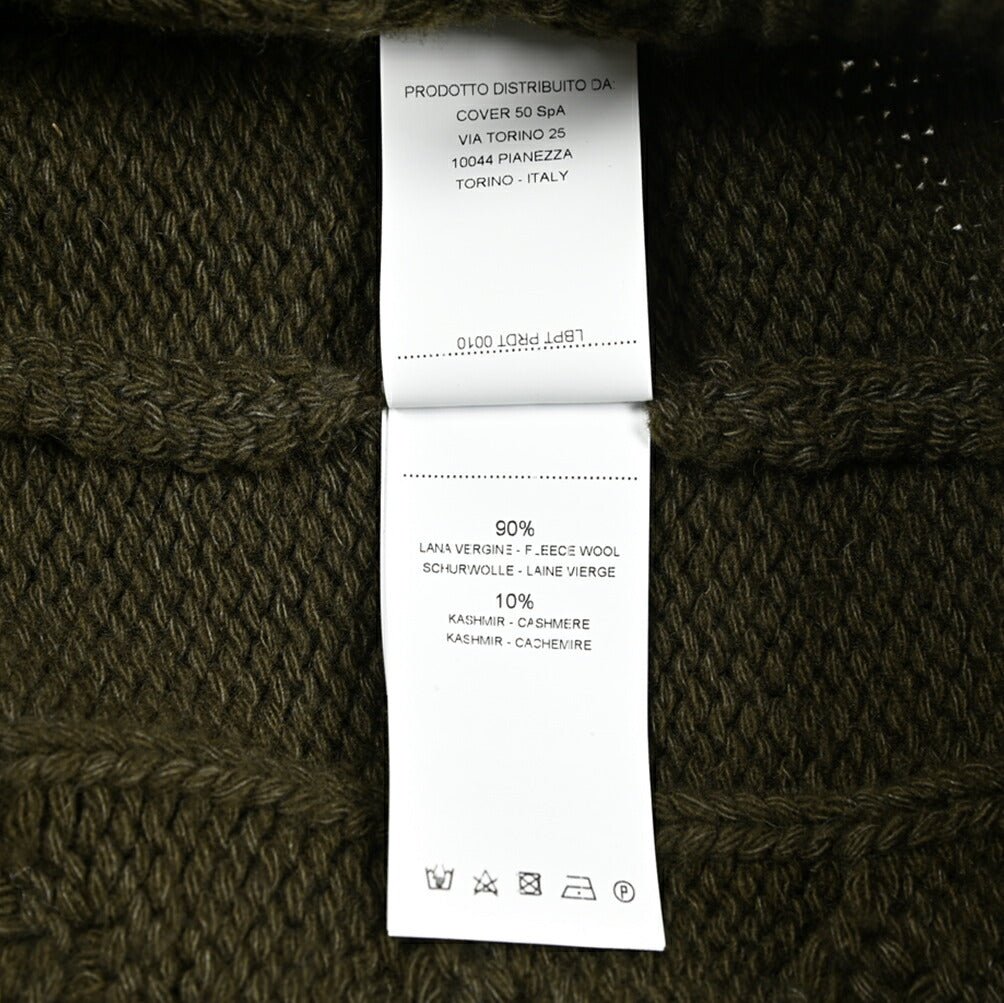 PRODOTTO DISTRIBUITO DA:
COVER 50 SpA
VIA TORINO 25
10044 PIANEZZA
TORINO - ITALY
LBPT PRDT 0010
90%
LANA VERGINE - FLEECE WOOL
SCHURWOLLE - LAINE VIERGE
10%
KASHMIR - CASHMERE
KASHMIR - CACHEMIRE
P